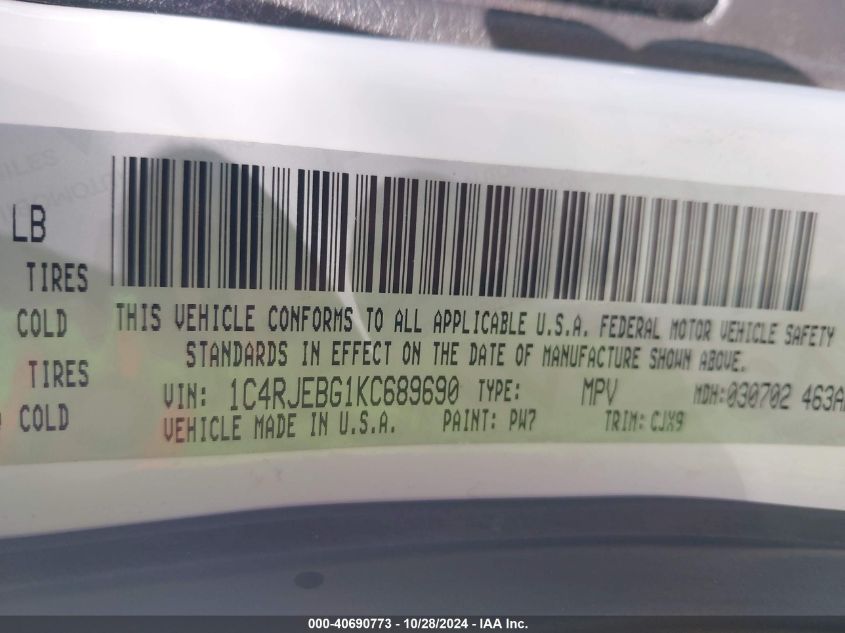 LB
TIRES
COLD
TIRES
COLD
THIS VEHICLE CONFORMS TO ALL APPLICABLE U.S.A. FEDERAL MOTOR VEHICLE SAFETY
STANDARDS IN EFFECT ON THE DATE OF MANUFACTURE SHOWN ABOVE.
VIN: 1C4RJEBG1KC689690 TYPE: MPV MDH:030702 463A
VEHICLE MADE IN U.S.A. PAINT: PW7 TRIM: CJX9
000-40690773 - 10/28/2024 - IAA Inc.